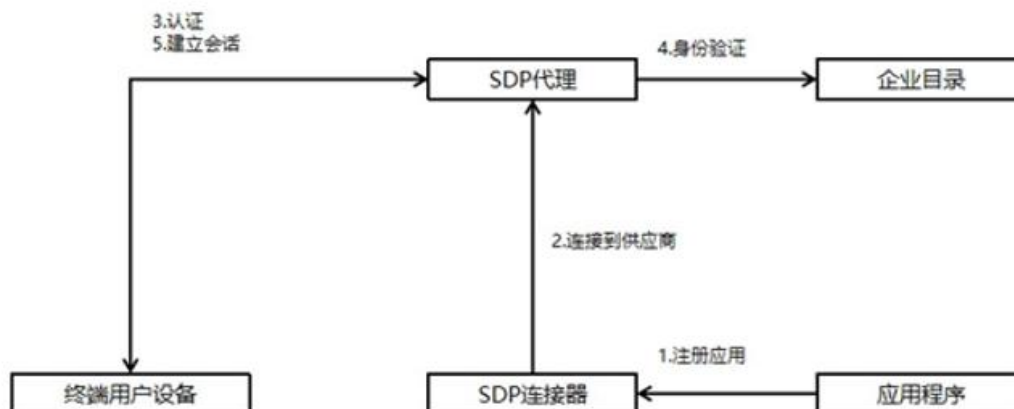 3.认证
5.建立会话
4.身份验证
SDP代理
企业目录
2.连接到供应商
1.注册应用
终端用户设备
SDP连接器
应用程序